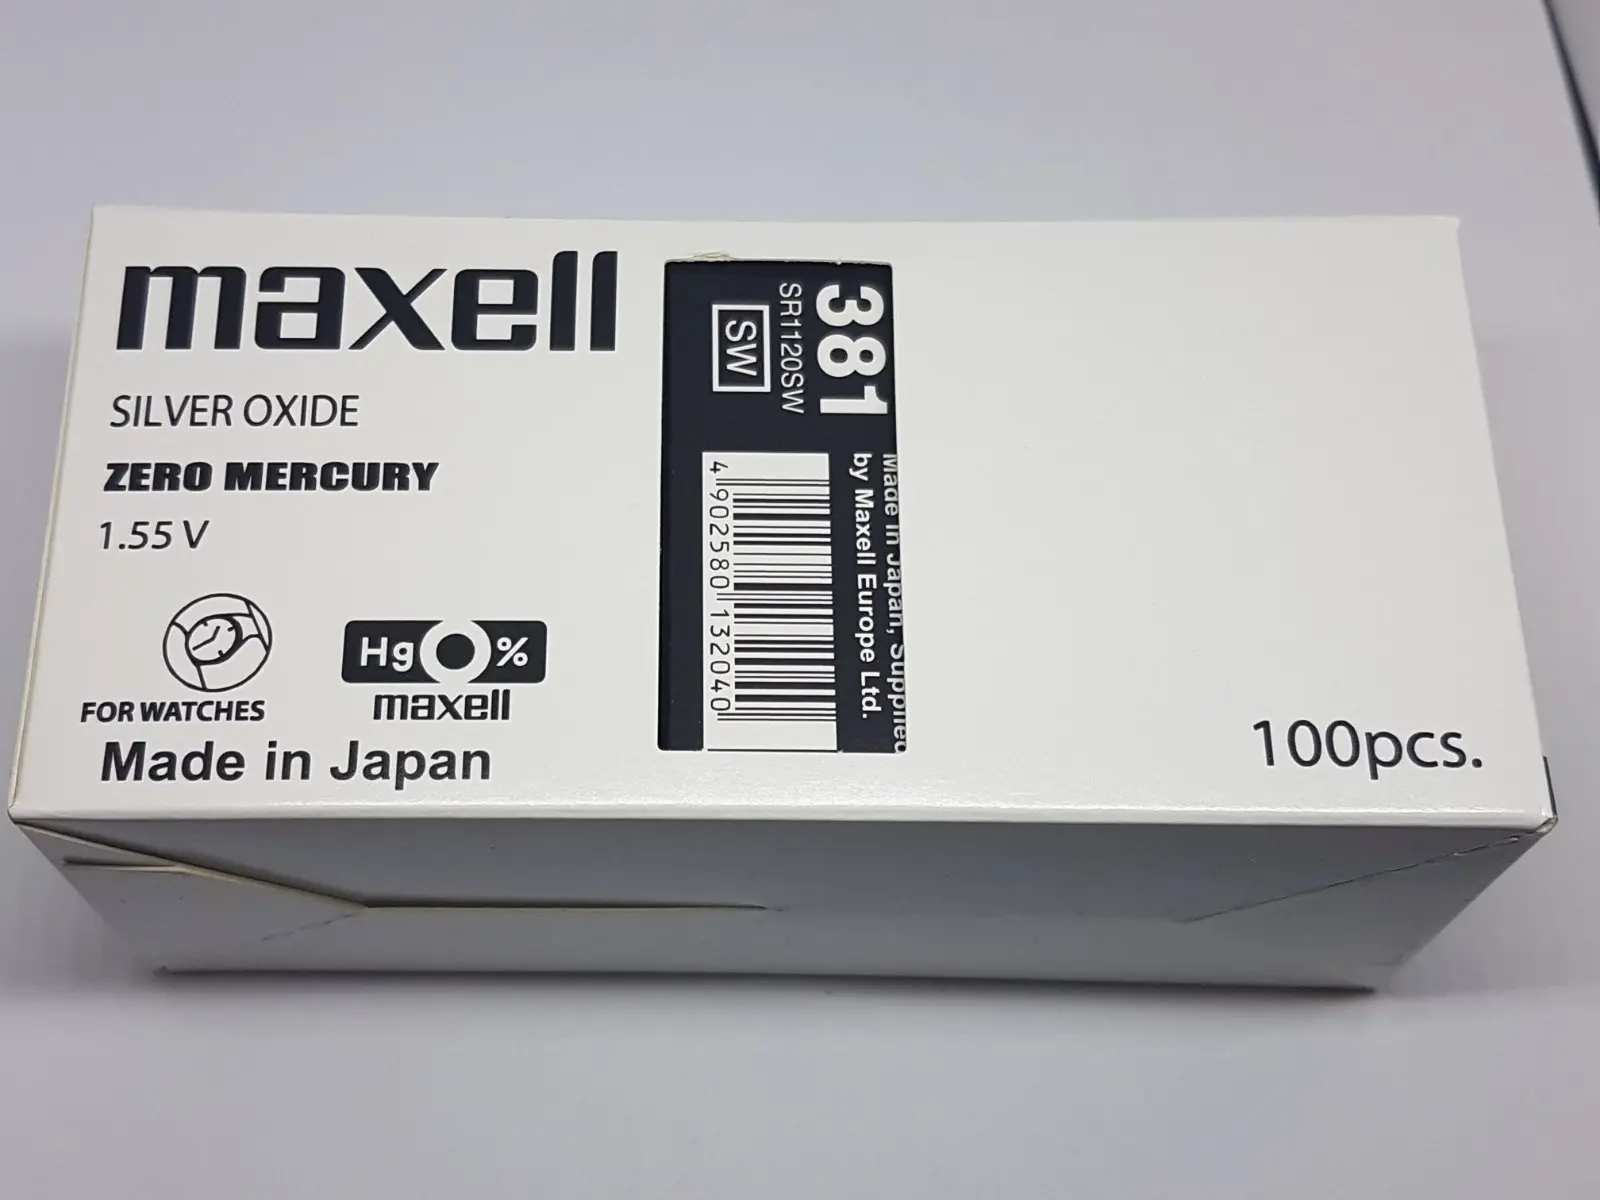 maxell
SILVER OXIDE
ZERO MERCURY
1.55 V
FOR WATCHES
Hg 0 %
maxell
Made in Japan
381
SR1120SW
SW
Made in Japan, Supplied
by Maxell Europe Ltd.
4 902580 132040
100pcs.